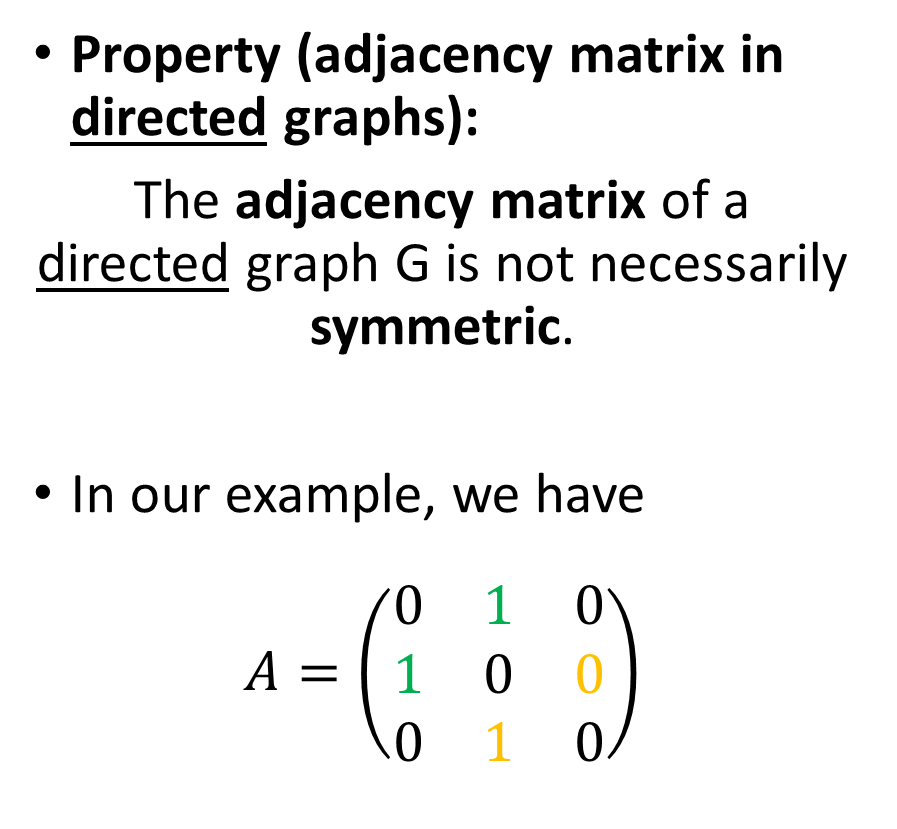 • Property (adjacency matrix in
directed graphs):
The adjacency matrix of a
directed graph G is not necessarily
symmetric.
• In our example, we have
0 1 0
A = 1 0 0
0 1 0